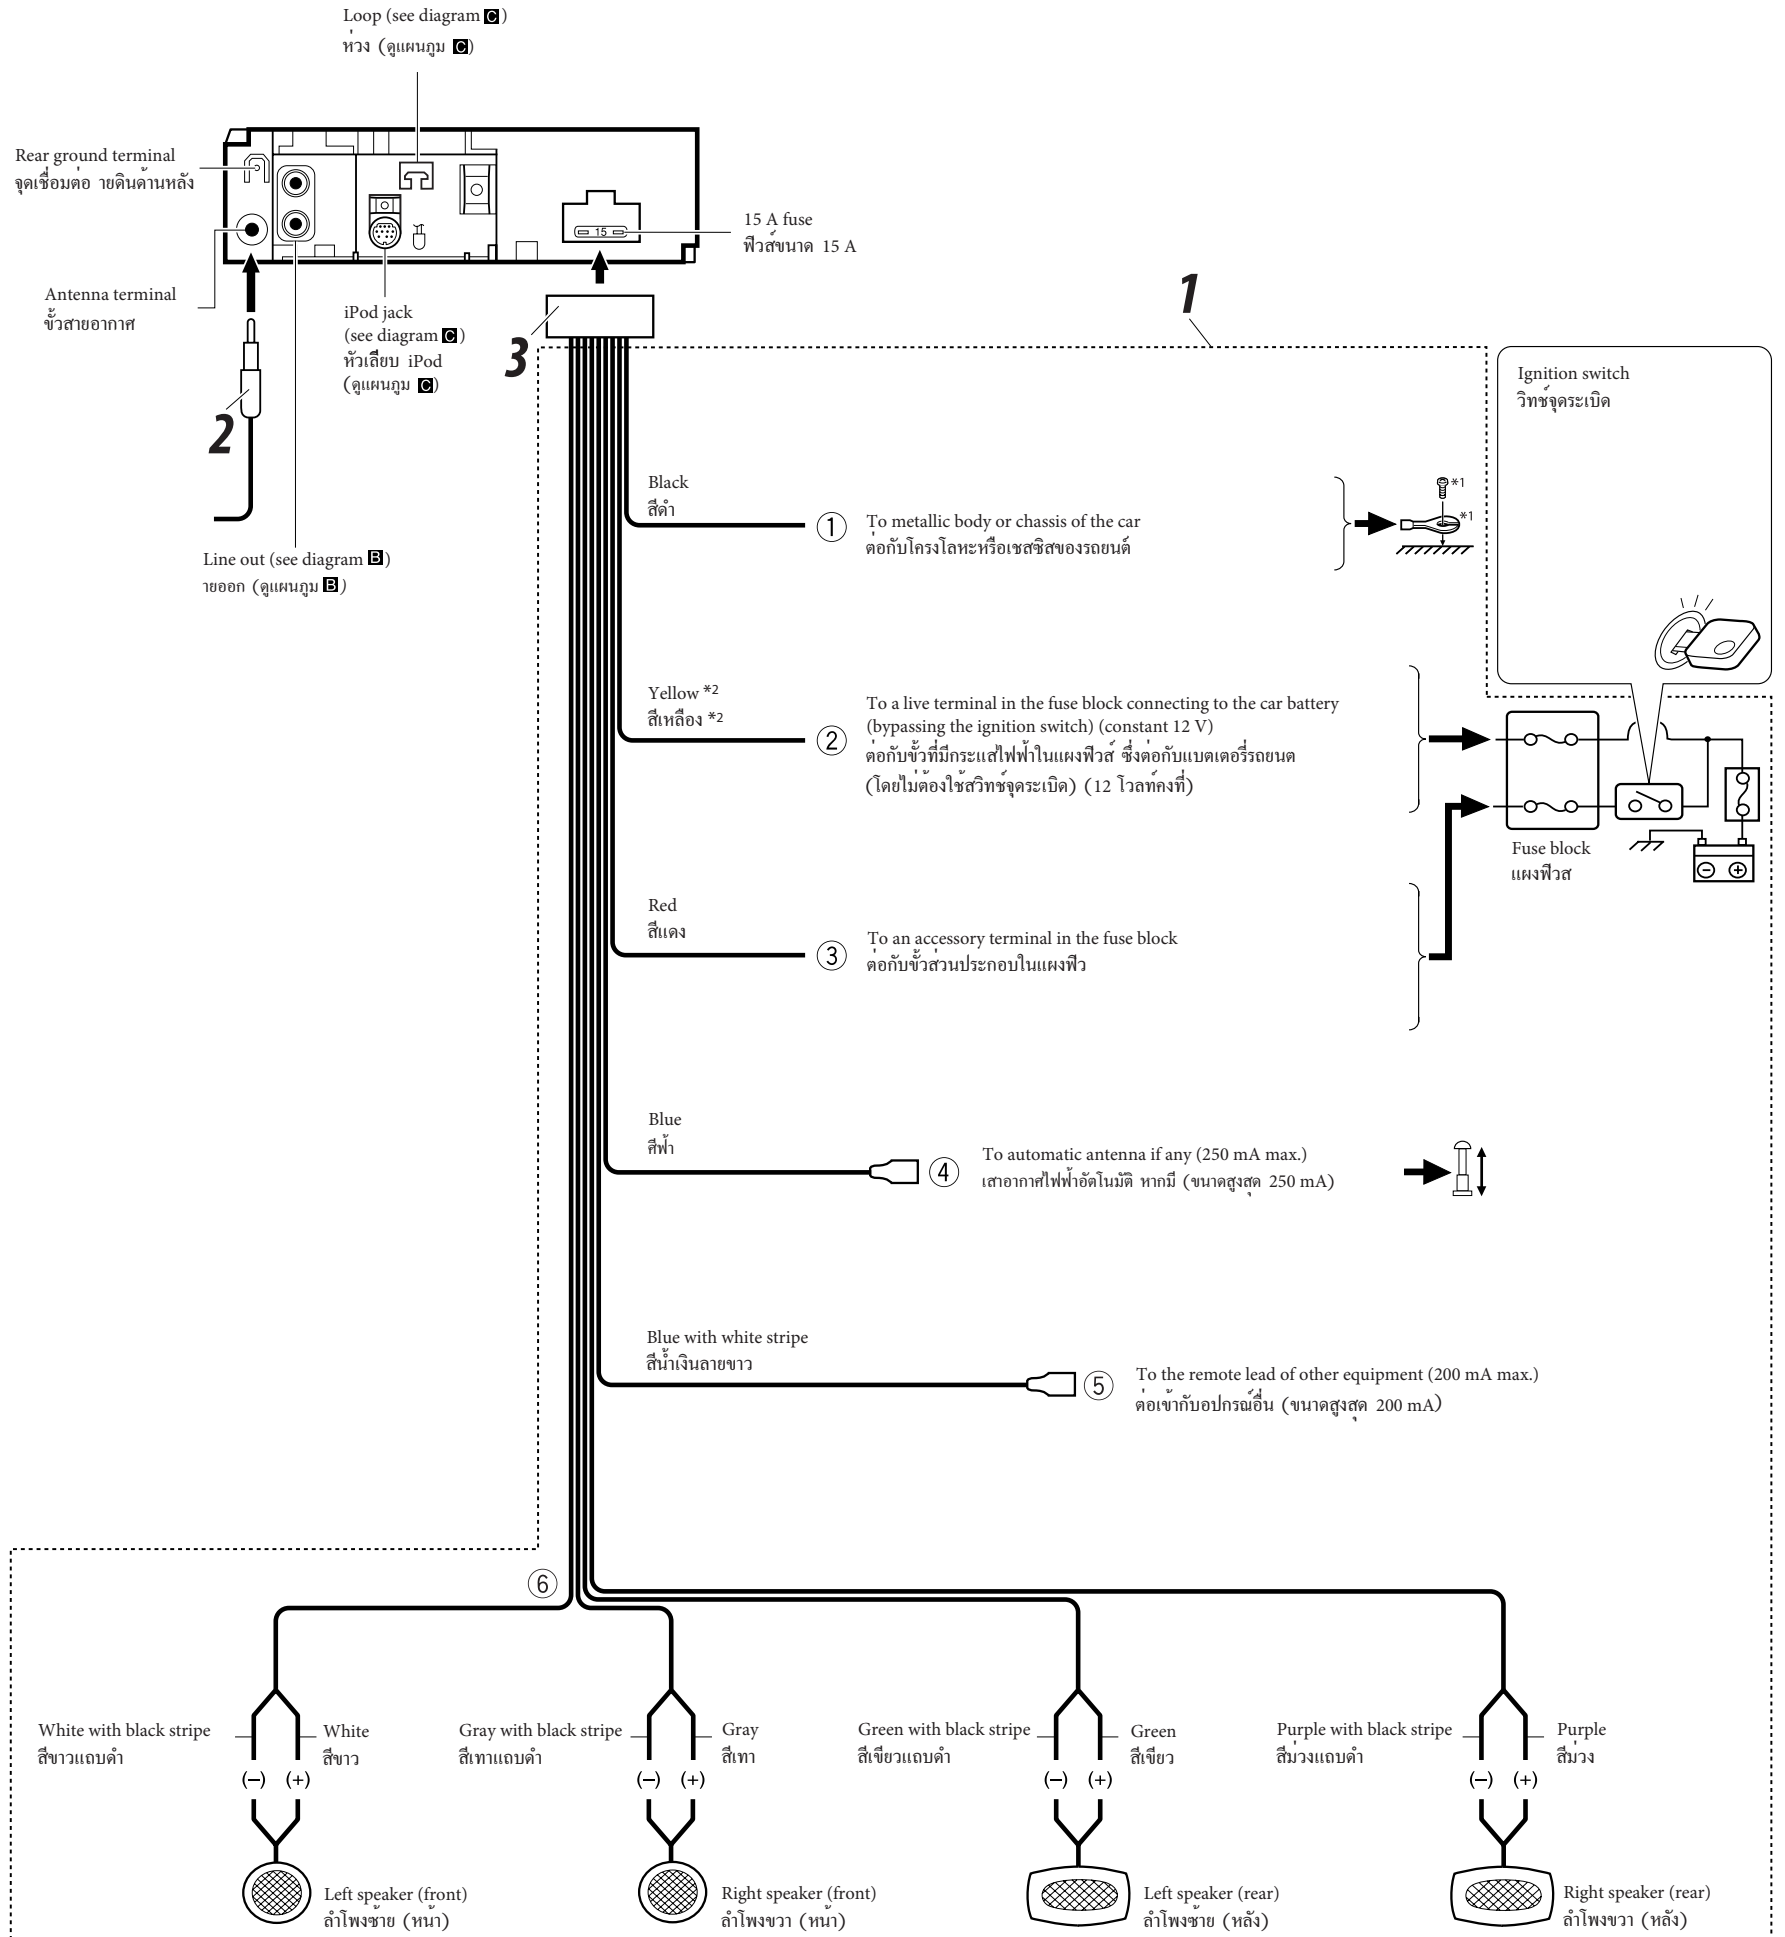 Loop (see diagram C)
ห่วง (ดูแผนภูม C)
Rear ground terminal
จุดเชื่อมต่อ ายดินด้านหลัง
15
15 A fuse
ฟิวส์ขนาด 15 A
Antenna terminal
ขั้วสายอากาศ
iPod jack
(see diagram C)
หัวเสียบ iPod
(ดูแผนภูม C)
1
2
3
Line out (see diagram B)
ายออก (ดูแผนภูม B)
Ignition switch
วิทช์จุดระเบิด
Black
สีดำ
1
To metallic body or chassis of the car
ต่อกับโครงโลหะหรือเชสซิสของรถยนต์
*1
*1
Yellow *2
สีเหลือง *2
2
To a live terminal in the fuse block connecting to the car battery
(bypassing the ignition switch) (constant 12 V)
ต่อกับขั้วที่มีกระแสไฟฟ้าในแผงฟิวส์ ซึ่งต่อกับแบตเตอรี่รถยนต
(โดยไม่ต้องใช้สวิทช์จุดระเบิด) (12 โวลท์คงที่)
Fuse block
แผงฟิวส
Red
สีแดง
3
To an accessory terminal in the fuse block
ต่อกับขั้วส่วนประกอบในแผงฟิว
Blue
ศีฟ้า
4
To automatic antenna if any (250 mA max.)
เสาอากาศไฟฟ้าอัตโนมัติ หากมี (ขนาดสูงสุด 250 mA)
Blue with white stripe
สีน้ำเงินลายขาว
5
To the remote lead of other equipment (200 mA max.)
ต่อเข้ากับอปกรณ์อื่น (ขนาดสูงสุด 200 mA)
6
White with black stripe
สีขาวแถบดำ
White
สีขาว
Gray with black stripe
สีเทาแถบดำ
Gray
สีเทา
Green with black stripe
สีเขียวแถบดำ
Green
สีเขียว
Purple with black stripe
สีม่วงแถบดำ
Purple
สีม่วง
(−) (+)
(−) (+)
(−) (+)
(−) (+)
Left speaker (front)
ลำโพงซ้าย (หน้า)
Right speaker (front)
ลำโพงขวา (หน้า)
Left speaker (rear)
ลำโพงซ้าย (หลัง)
Right speaker (rear)
ลำโพงขวา (หลัง)